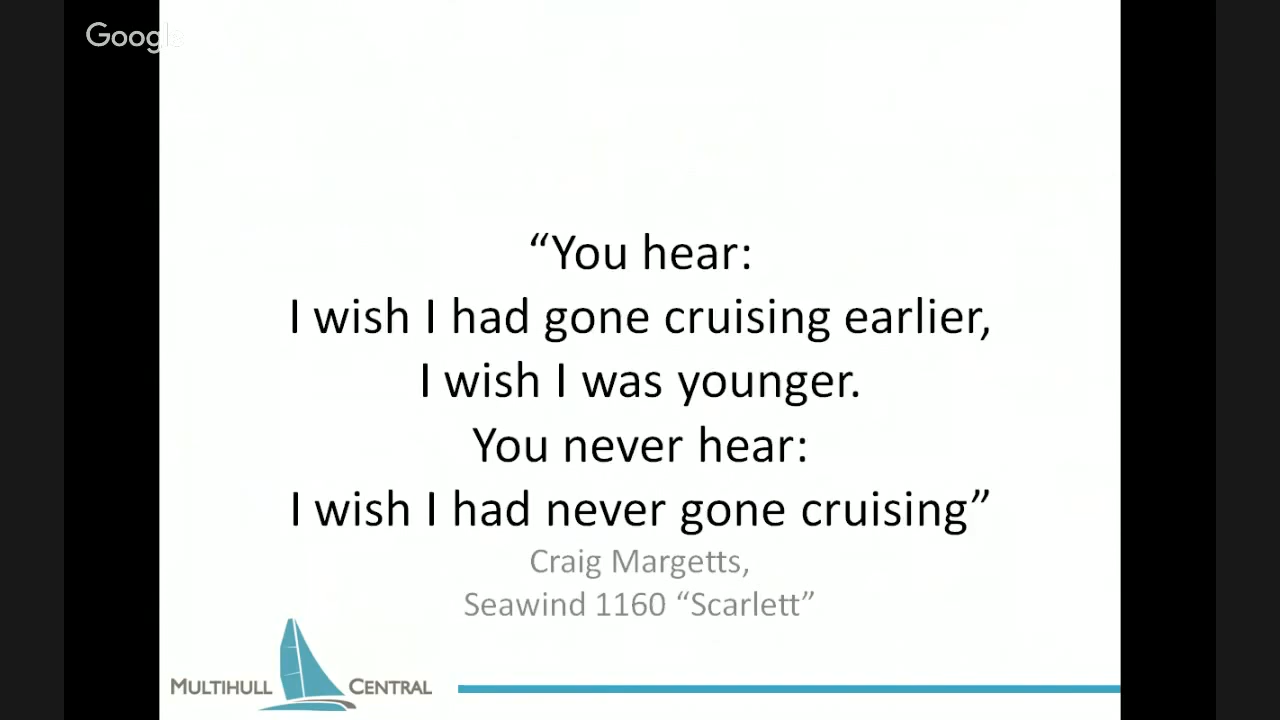 Google
“You hear:
I wish I had gone cruising earlier,
I wish I was younger.
You never hear:
I wish I had never gone cruising”
Craig Margetts,
Seawind 1160 “Scarlett”
MULTIHULL CENTRAL